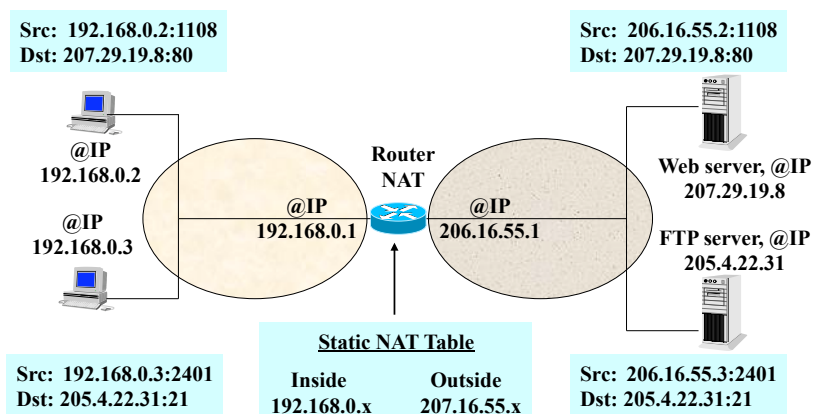 Src: 192.168.0.2:1108
Dst: 207.29.19.8:80
Src: 206.16.55.2:1108
Dst: 207.29.19.8:80
@IP
192.168.0.2
Router
NAT
Web server, @IP
207.29.19.8
@IP
192.168.0.3
@IP
192.168.0.1
@IP
206.16.55.1
FTP server, @IP
205.4.22.31
Static NAT Table
Inside Outside
192.168.0.x 207.16.55.x
Src: 192.168.0.3:2401
Dst: 205.4.22.31:21
Src: 206.16.55.3:2401
Dst: 205.4.22.31:21